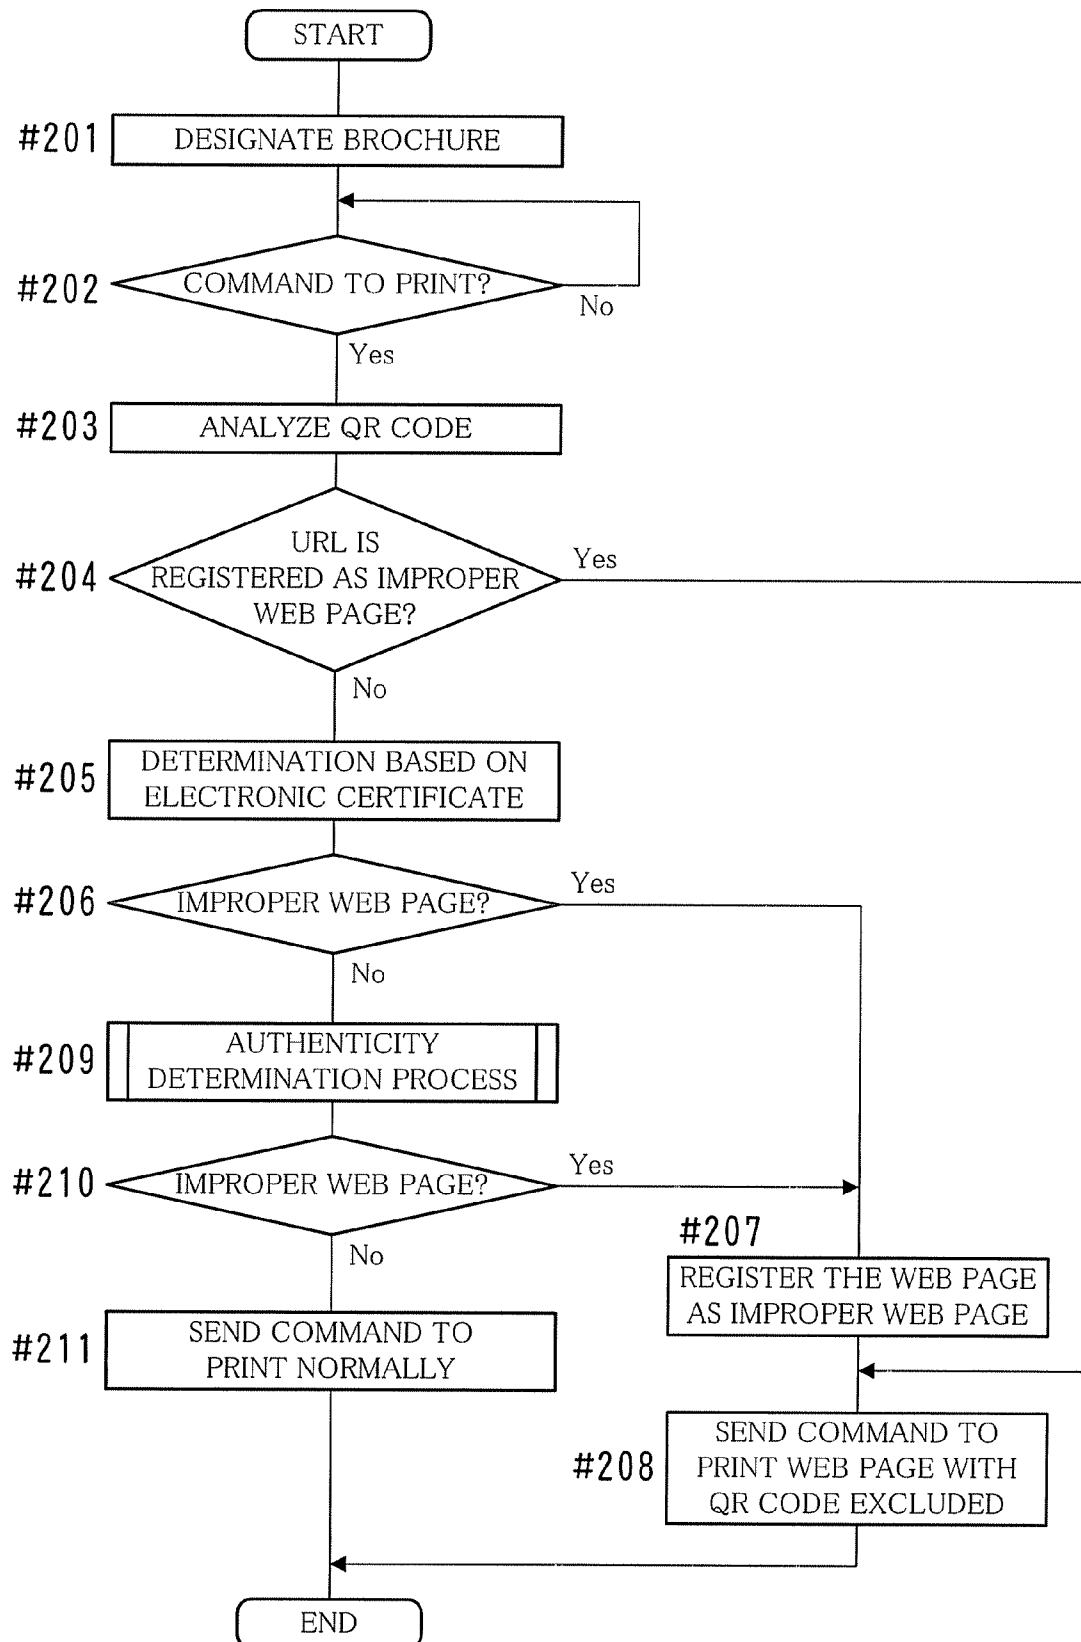 START
#201
DESIGNATE BROCHURE
#202
COMMAND TO PRINT?
No
Yes
#203
ANALYZE QR CODE
#204
URL IS
REGISTERED AS IMPROPER
WEB PAGE?
Yes
No
#205
DETERMINATION BASED ON
ELECTRONIC CERTIFICATE
#206
IMPROPER WEB PAGE?
Yes
No
#209
AUTHENTICITY
DETERMINATION PROCESS
#210
IMPROPER WEB PAGE?
Yes
No
#207
REGISTER THE WEB PAGE
AS IMPROPER WEB PAGE
#211
SEND COMMAND TO
PRINT NORMALLY
#208
SEND COMMAND TO
PRINT WEB PAGE WITH
QR CODE EXCLUDED
END